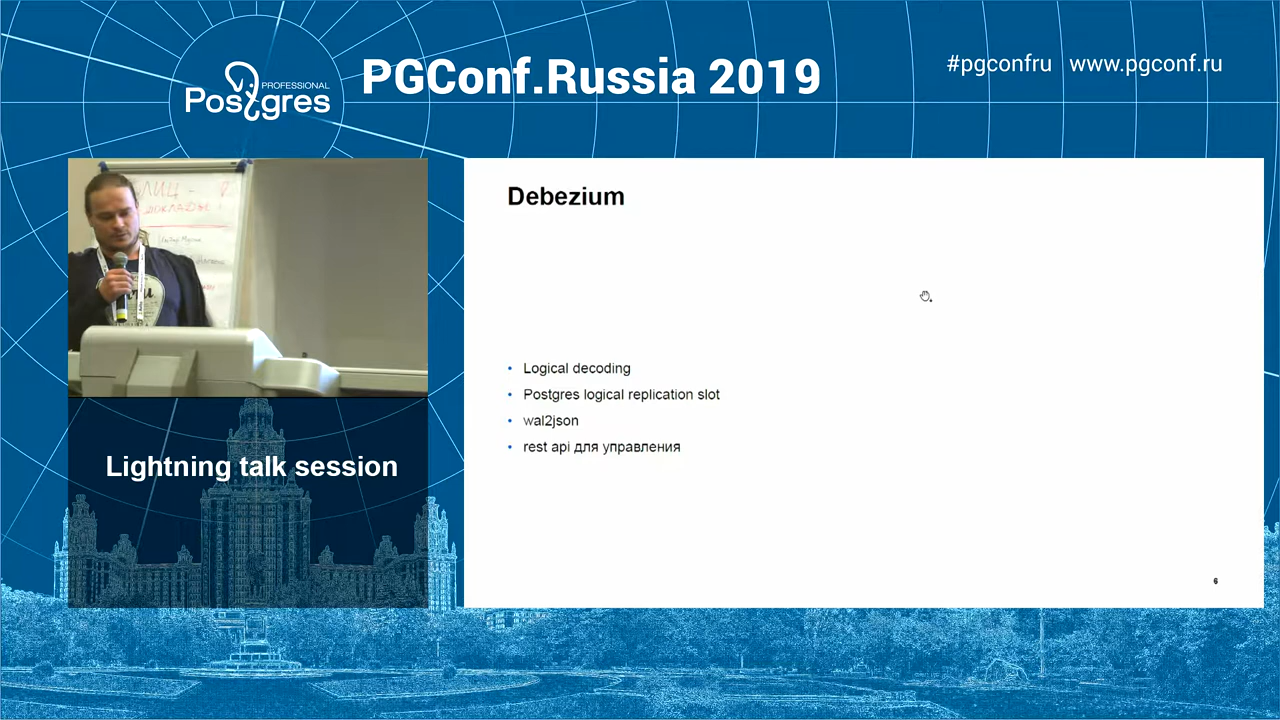 PROFESSIONAL
Postgres
PGConf.Russia 2019
#pgconfru www.pgconf.ru
Debezium
• Logical decoding
• Postgres logical replication slot
• wal2json
• rest api для управления
Lightning talk session
6